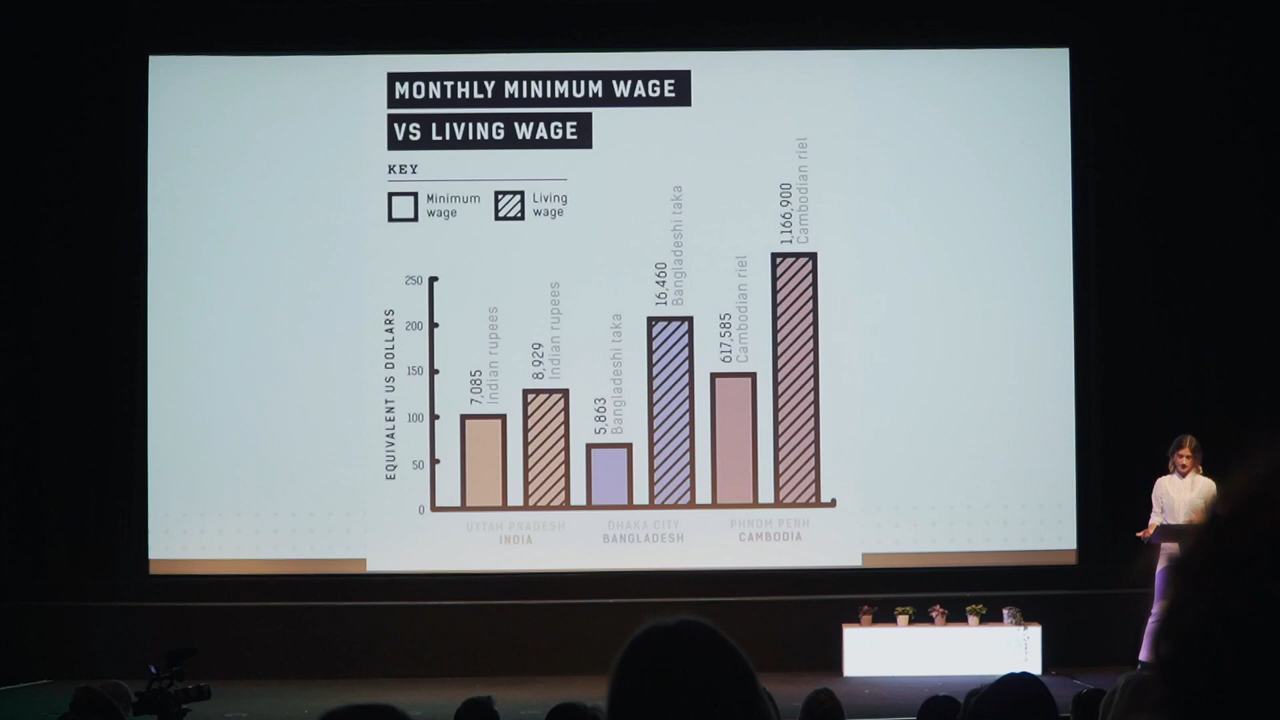 MONTHLY MINIMUM WAGE
VS LIVING WAGE
KEY
Minimum
wage
Living
wage
EQUIVALENT US DOLLARS
250
200
150
100
50
0
7,085
Indian rupees
8,929
Indian rupees
5,863
Bangladeshi taka
16,460
Bangladeshi taka
617,585
Cambodian riel
1,166,900
Cambodian riel
UTTAH PRADESH
INDIA
DHAKA CITY
BANGLADESH
PHNOM PENH
CAMBODIA